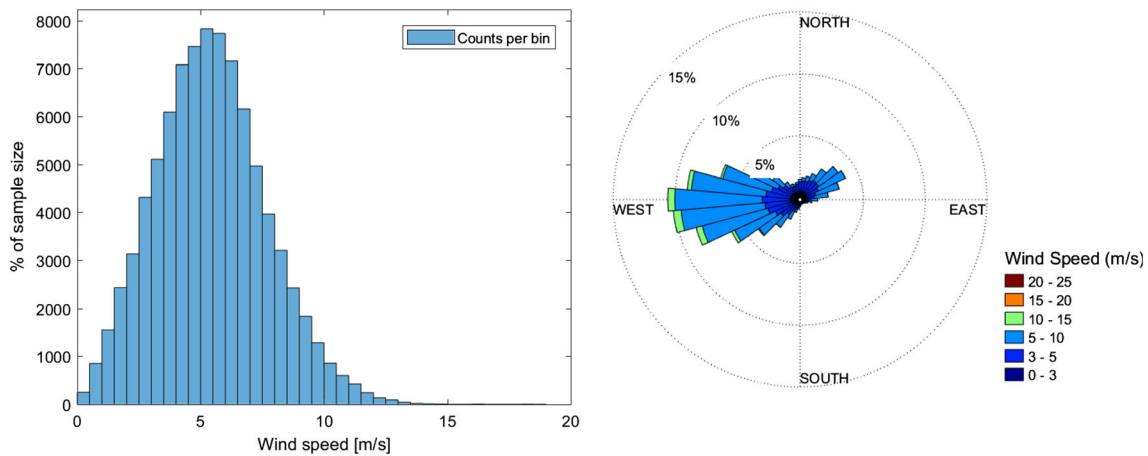 8000
7000
6000
5000
4000
3000
2000
1000
0
% of sample size
0
5
10
15
20
Wind speed [m/s]
Counts per bin
NORTH
15%
10%
5%
WEST
EAST
SOUTH
Wind Speed (m/s)
20 - 25
15 - 20
10 - 15
5 - 10
3 - 5
0 - 3